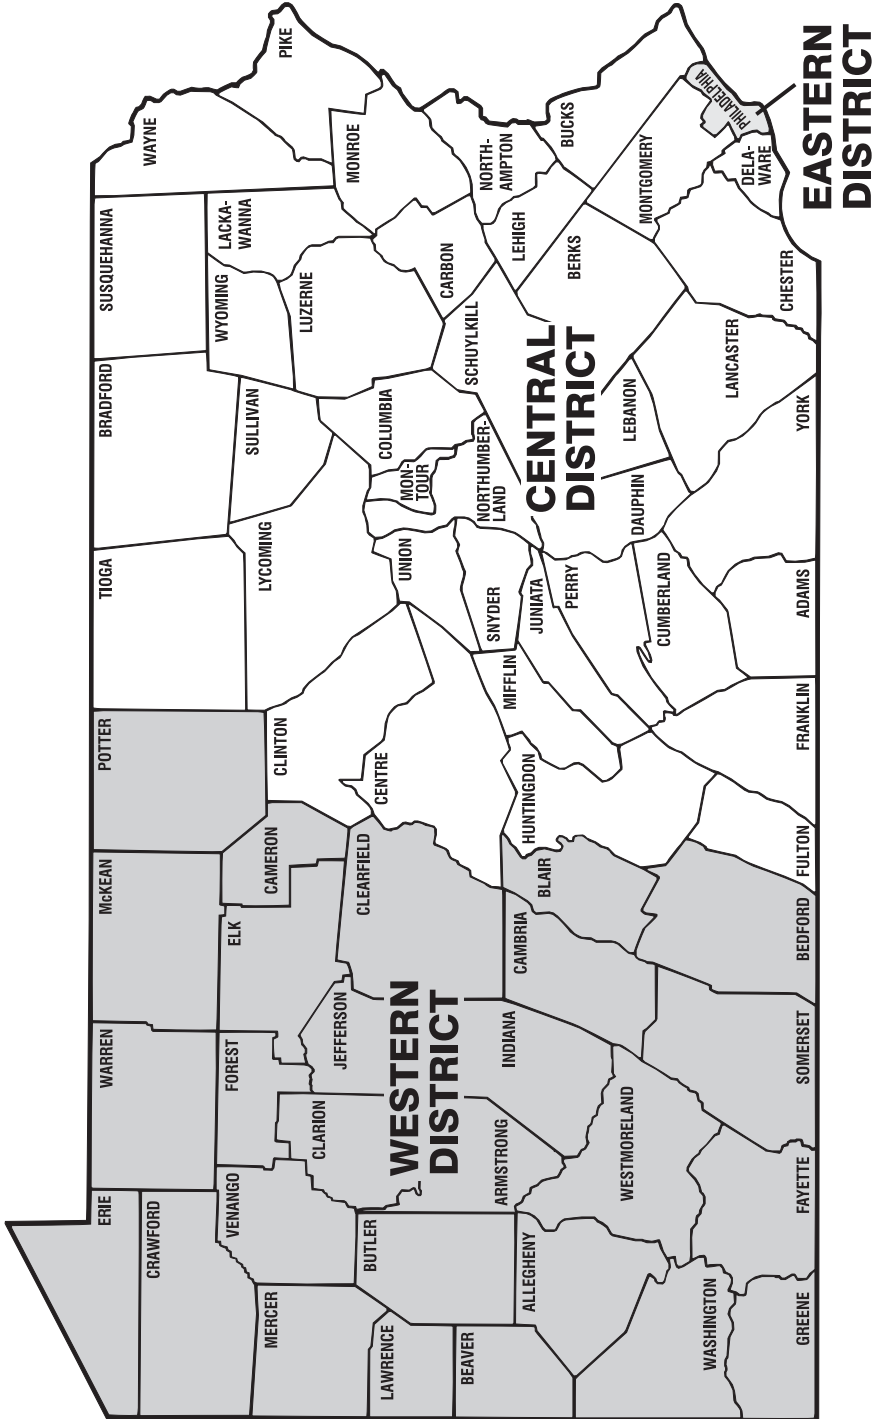 ERIE
CRAWFORD
WARREN
McKEAN
POTTER
TIOGA
BRADFORD
SUSQUEHANNA
WAYNE
PIKE
VENANGO
FOREST
ELK
CAMERON
MERCER
CLARION
JEFFERSON
CLEARFIELD
CLINTON
LYCOMING
SULLIVAN
WYOMING
LACKA-
WANNA
LUZERNE
MONROE
BUTLER
LAWRENCE
BEAVER
WESTERN
DISTRICT
ARMSTRONG
INDIANA
CENTRE
UNION
MON-
TOUR
COLUMBIA
CARBON
NORTHUMBER-
LAND
SCHUYLKILL
NORTH-
AMPTON
LEHIGH
BUCKS
SNYDER
MIFFLIN
JUNIATA
PERRY
CENTRAL
DISTRICT
BERKS
ALLEGHENY
CAMBRIA
BLAIR
HUNTINGDON
DAUPHIN
LEBANON
MONTGOMERY
WESTMORELAND
CUMBERLAND
LANCASTER
CHESTER
DELA-
WARE
PHILADELPHIA
PHILADELPHIA
WASHINGTON
GREENE
FAYETTE
SOMERSET
BEDFORD
FULTON
FRANKLIN
ADAMS
YORK
EASTERN
DISTRICT